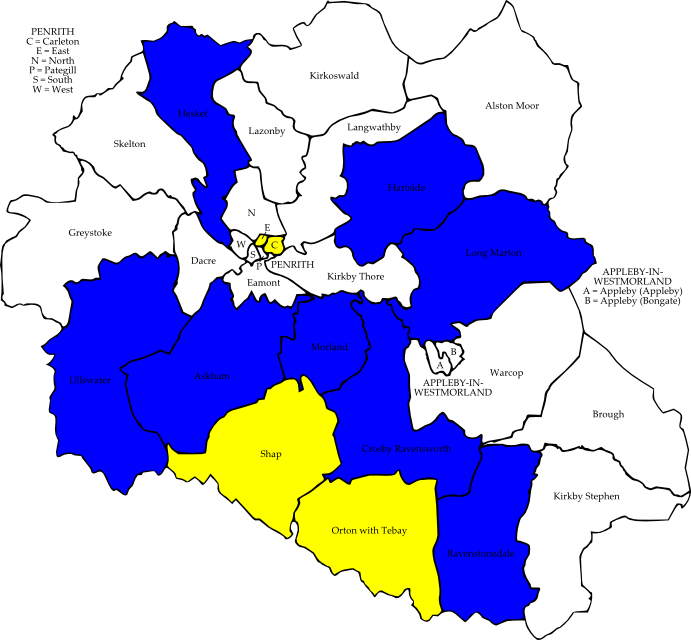 PENRITH
C = Carleton
E = East
N = North
P = Pategill
S = South
W = West
Kirkoswald
Alston Moor
Hesket
Lazonby
Langwathby
Skelton
Hartside
N
Greystoke
E
W
C
S
Long Marton
Dacre
P
PENRITH
Kirkby Thore
Eamont
APPLEBY-IN-
WESTMORLAND
A = Appleby (Appleby)
B = Appleby (Bongate)
Morland
B
A
Warcop
Ullswater
Askham
APPLEBY-IN-
WESTMORLAND
Brough
Crosby Ravensworth
Shap
Kirkby Stephen
Orton with Tebay
Ravenstonedale